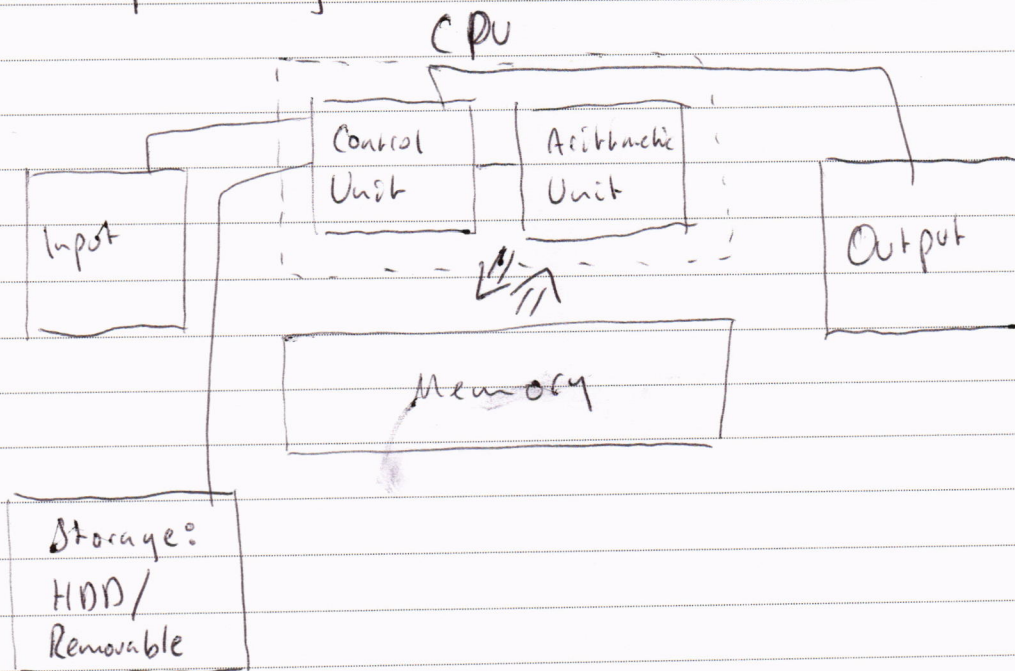 CPU
Control
Unit
Arithmetic
Unit
Input
Output
Memory
Storage:
HDD/
Removable